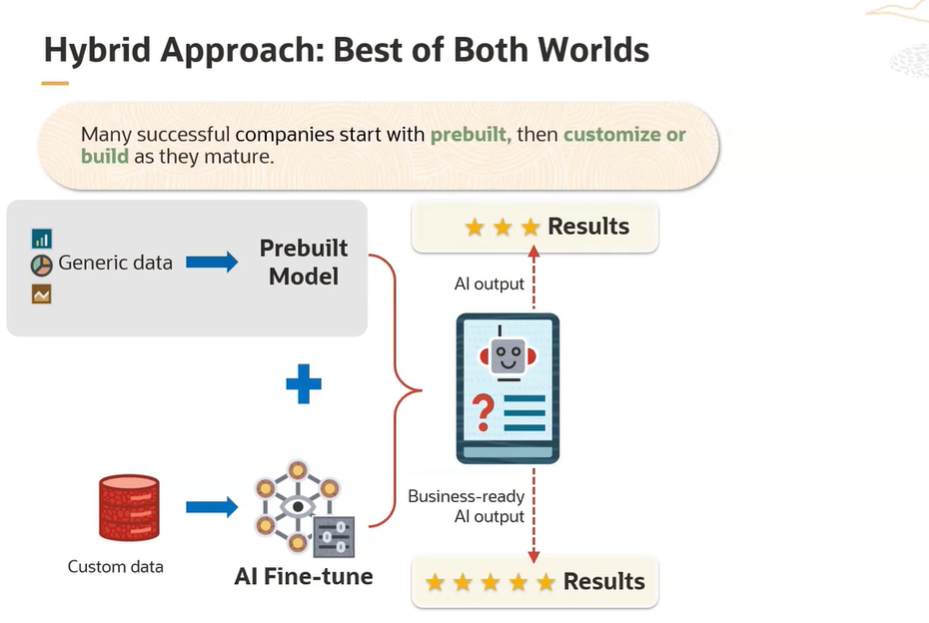 Hybrid Approach: Best of Both Worlds
Many successful companies start with prebuilt, then customize or
build as they mature.
Generic data
Prebuilt
Model
Results
AI output
?
Business-ready
AI output
Custom data
AI Fine-tune
Results